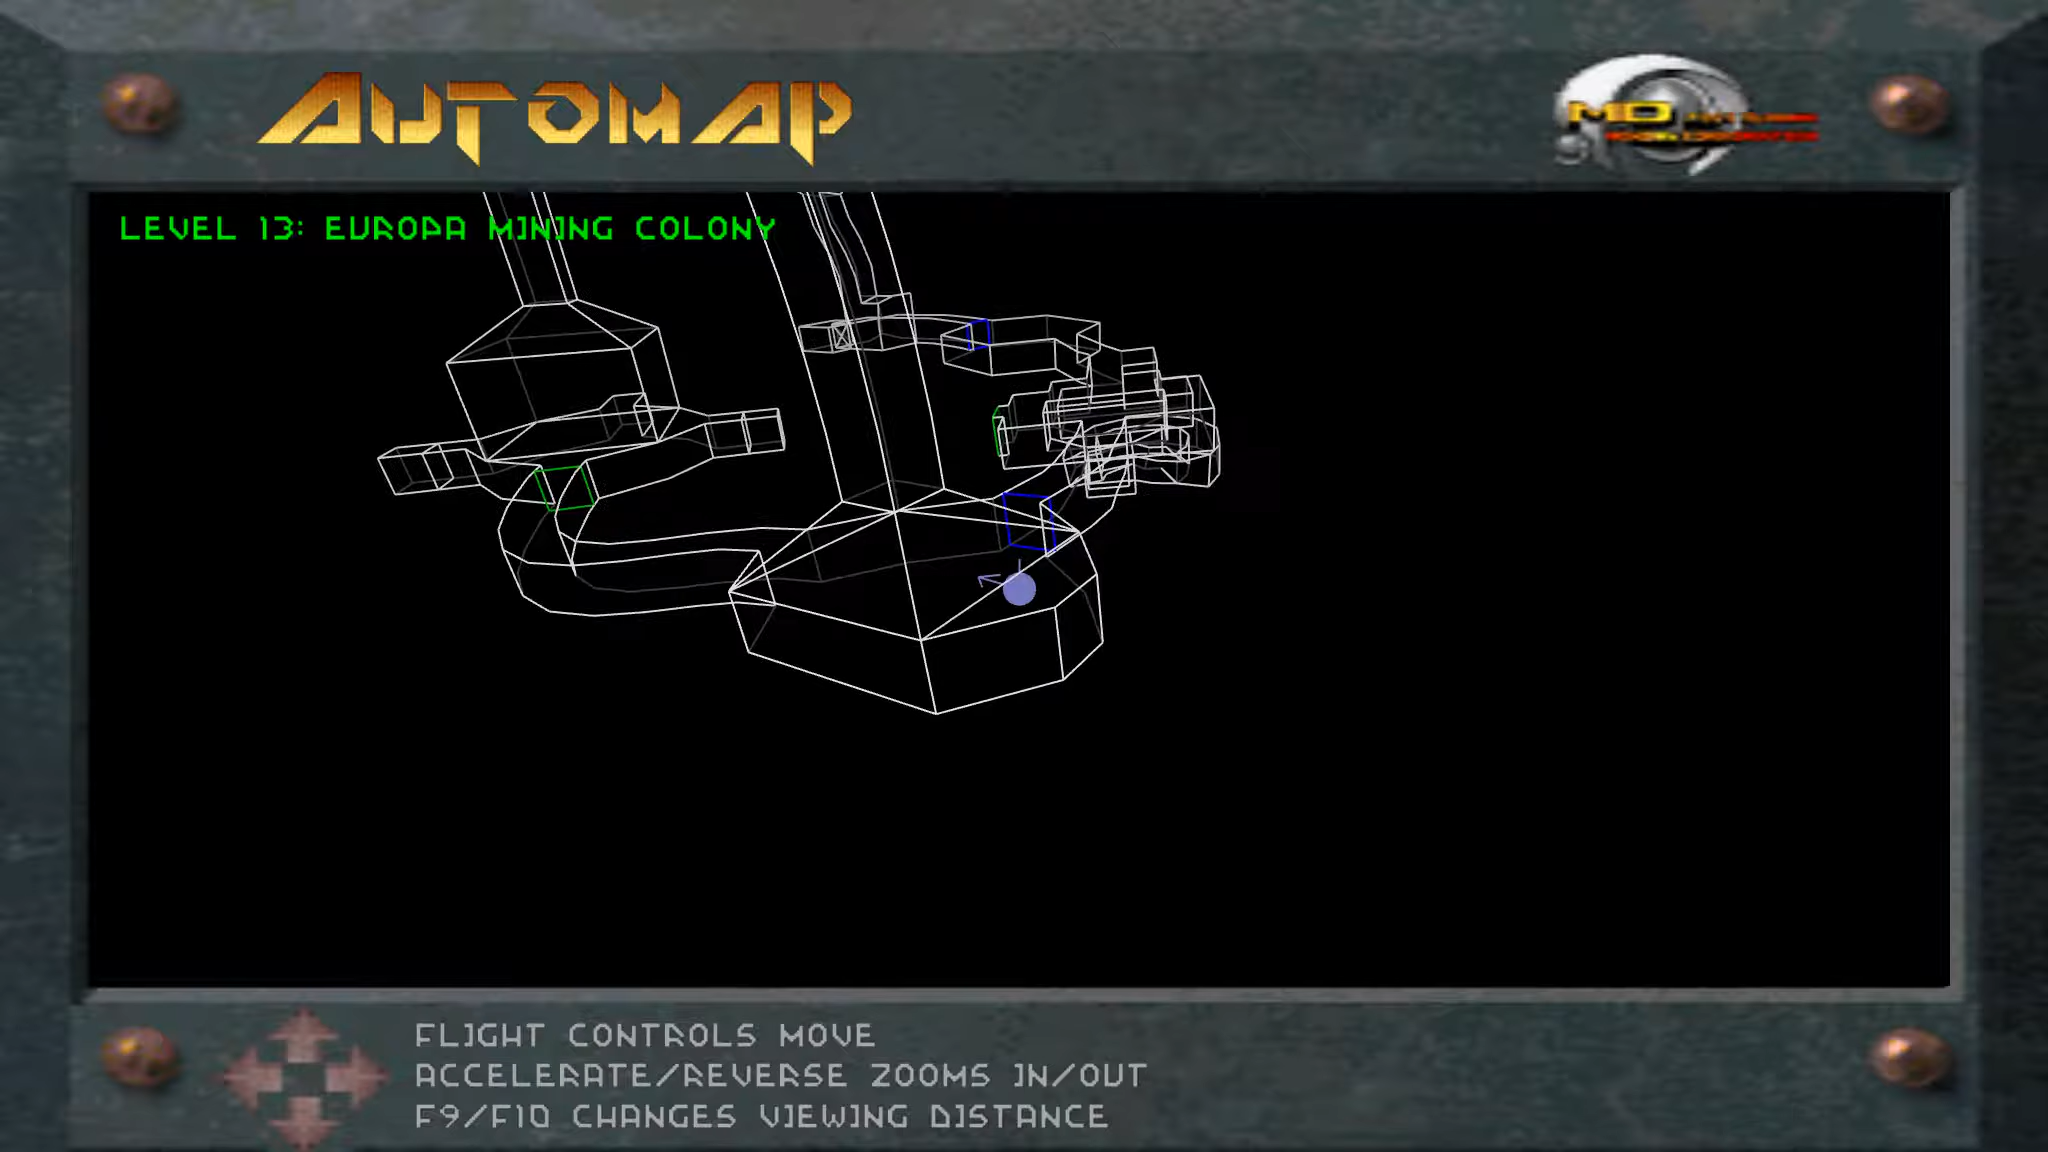 AUTOMAP
MD
LEVEL 13: EUROPA MINING COLONY
FLIGHT CONTROLS MOVE
ACCELERATE/REVERSE ZOOMS IN/OUT
F9/F10 CHANGES VIEWING DISTANCE